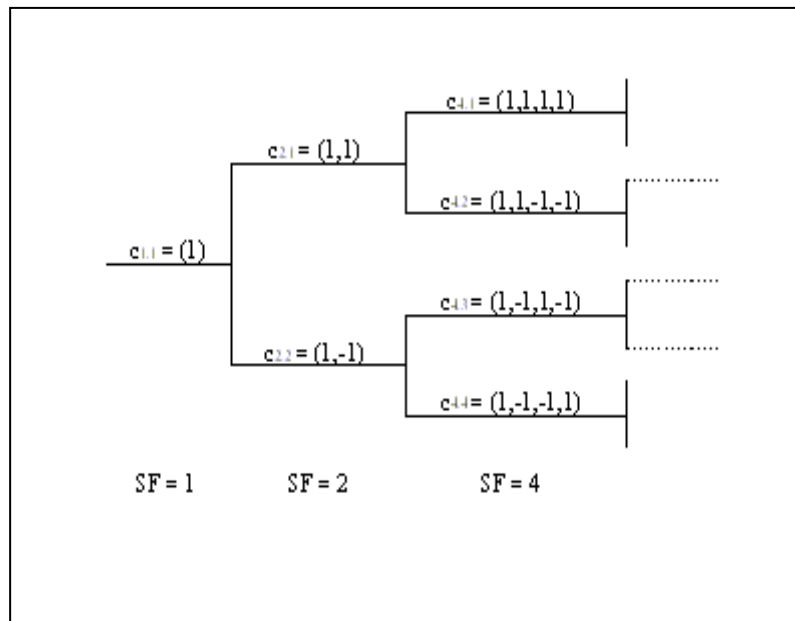 c4,1 = (1,1,1,1)
c2,1 = (1,1)
c4,2 = (1,1,-1,-1)
c1,1 = (1)
c4,3 = (1,-1,1,-1)
c2,2 = (1,-1)
c4,4 = (1,-1,-1,1)
SF = 1
SF = 2
SF = 4